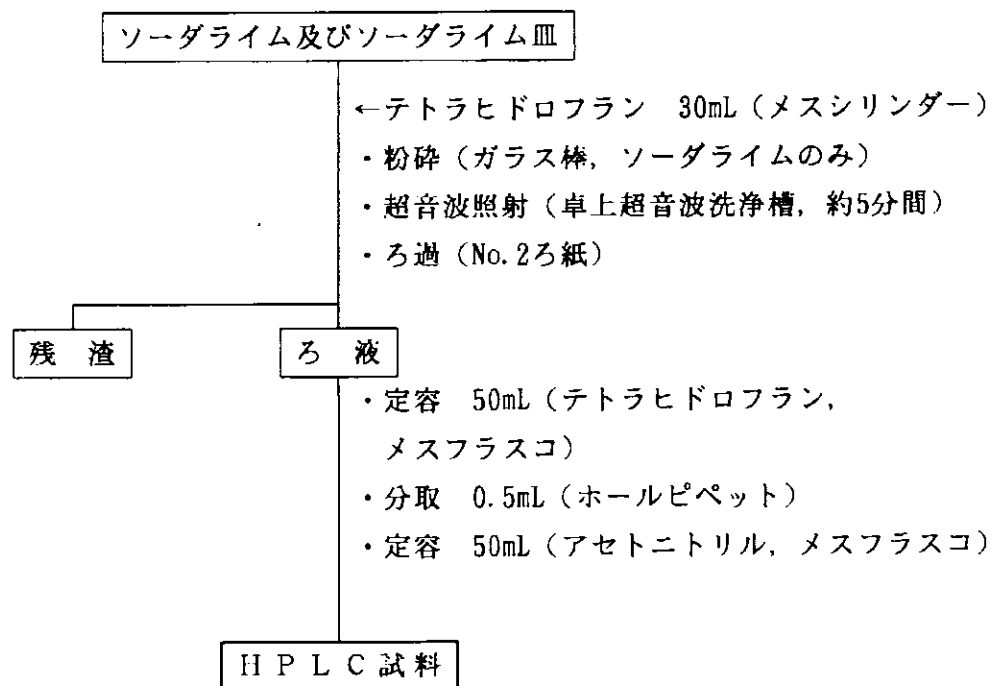 ソーダライム及びソーダライム皿
←テトラヒドロフラン 30mL(メスシリンダー)
・粉砕(ガラス棒, ソーダライムのみ)
・超音波照射(卓上超音波洗浄槽, 約5分間)
・ろ過(No.2ろ紙)
残 渣
ろ 液
・定容 50mL(テトラヒドロフラン,
メスフラスコ)
・分取 0.5mL(ホールピペット)
・定容 50mL(アセトニトリル, メスフラスコ)
HPLC試料